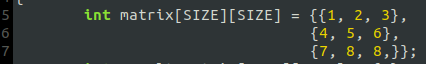 5 int matrix[SIZE][SIZE] = {{1, 2, 3},
6 {4, 5, 6},
7 {7, 8, 8,}};